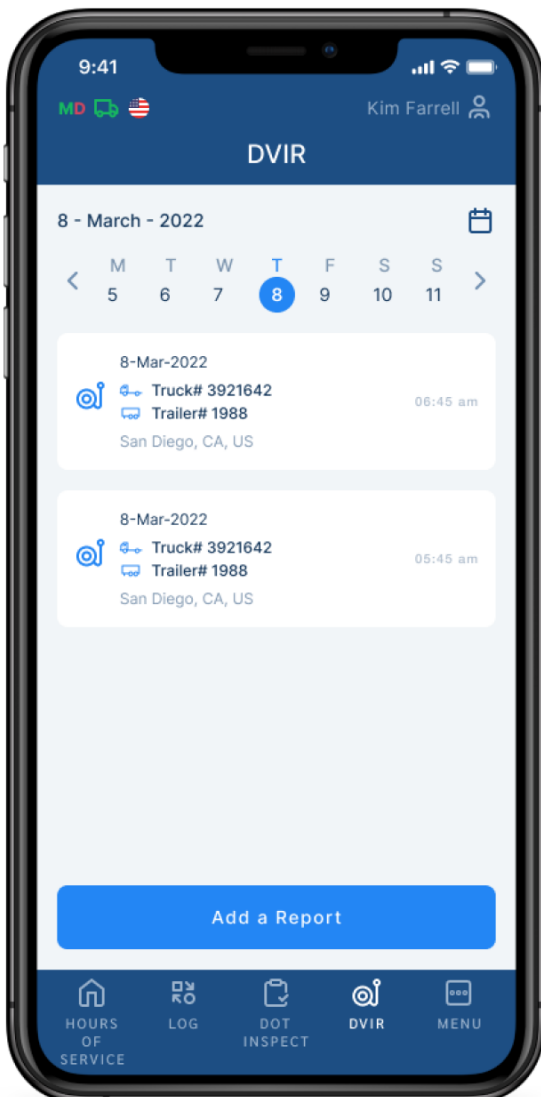 9:41
MD Kim Farrell
DVIR
8 - March - 2022
M T W T F S S
5 6 7 8 9 10 11
8-Mar-2022
Truck# 3921642
Trailer# 1988
06:45 am
San Diego, CA, US
8-Mar-2022
Truck# 3921642
Trailer# 1988
05:45 am
San Diego, CA, US
Add a Report
HOURS
OF
SERVICE
LOG
DOT
INSPECT
DVIR
MENU